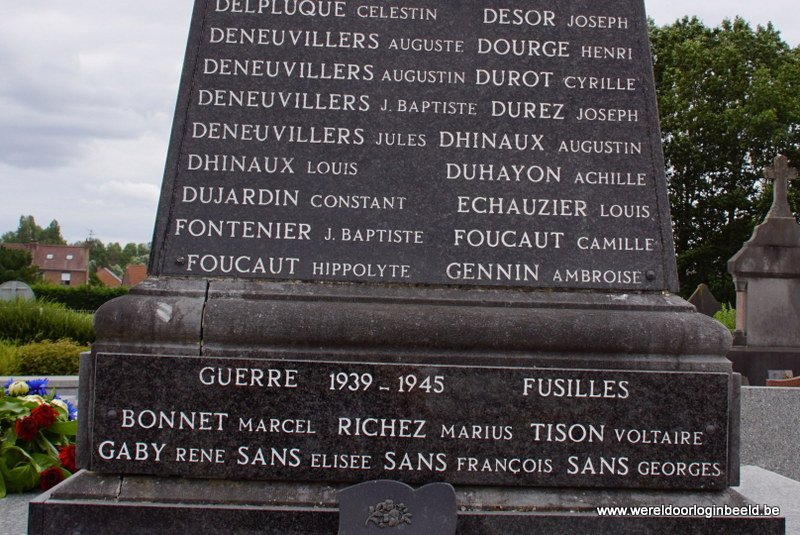 DELPLUQUE CELESTIN DESOR JOSEPH
DENEUVILLERS AUGUSTE DOURGE HENRI
DENEUVILLERS AUGUSTIN DUROT CYRILLE
DENEUVILLERS J. BAPTISTE DUREZ JOSEPH
DENEUVILLERS JULES DHINAUX AUGUSTIN
DHINAUX LOUIS DUHAYON ACHILLE
DUJARDIN CONSTANT ECHAUZIER LOUIS
FONTENIER J. BAPTISTE FOUCAUT CAMILLE
FOUCAUT HIPPOLYTE GENNIN AMBROISE
GUERRE 1939 - 1945 FUSILLES
BONNET MARCEL RICHEZ MARIUS TISON VOLTAIRE
GABY RENE SANS ELISÉE SANS FRANÇOIS SANS GEORGES
www.wereldoorloginbeeld.be